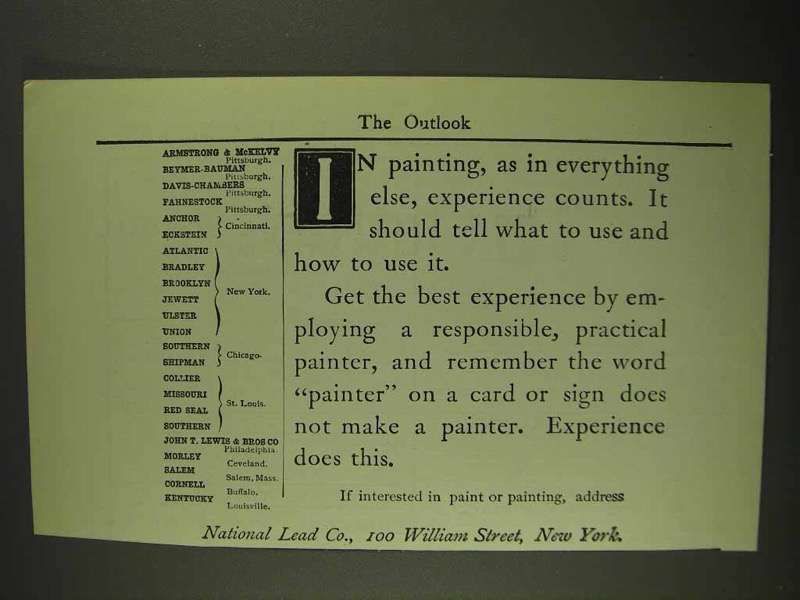 The Outlook
ARMSTRONG & McKELVY
Pittsburgh.
BEYMER-BAUMAN
Pittsburgh.
DAVIS-CHAMBERS
Pittsburgh.
FAHNESTOCK
Pittsburgh.
ANCHOR
Cincinnati.
ECKSTEIN
ATLANTIC
BRADLEY
BROOKLYN
New York.
JEWETT
ULSTER
UNION
SOUTHERN
Chicago.
SHIPMAN
COLLIER
MISSOURI
St. Louis.
RED SEAL
SOUTHERN
JOHN T. LEWIS & BROS CO
Philadelphia
MORLEY
Ceveland.
SALEM
Salem, Mass.
CORNELL
Buffalo.
KENTUCKY
Louisville.
IN painting, as in everything
else, experience counts. It
should tell what to use and
how to use it.
Get the best experience by em-
ploying a responsible, practical
painter, and remember the word
“painter” on a card or sign does
not make a painter. Experience
does this.
If interested in paint or painting, address
National Lead Co., 100 William Street, New York.